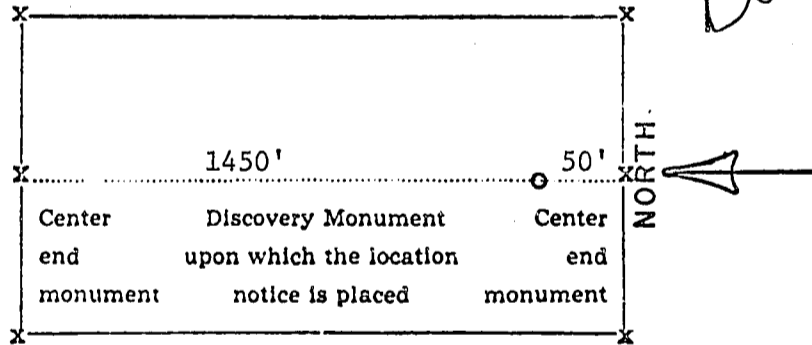 1450' 50'
NORTH.
Center Discovery Monument Center
end upon which the location end
monument notice is placed monument